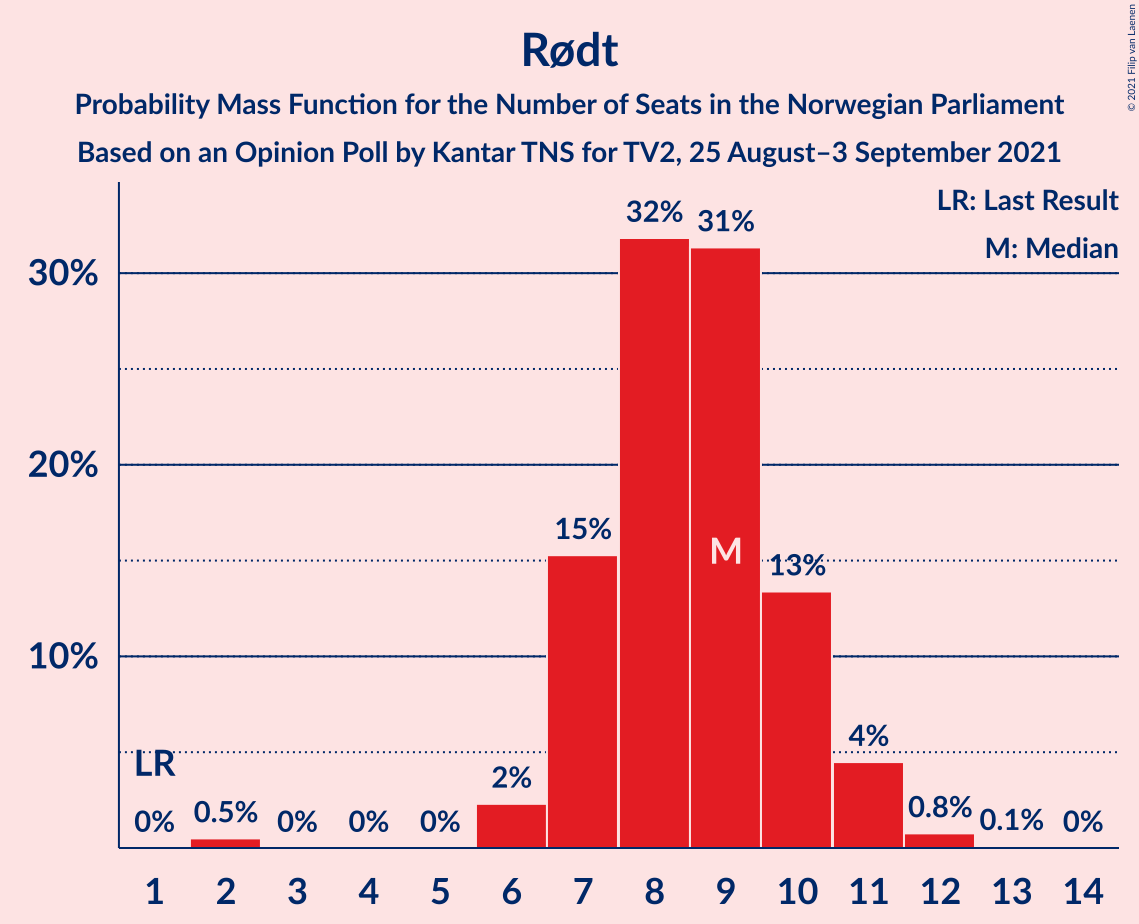 Rødt
Probability Mass Function for the Number of Seats in the Norwegian Parliament
Based on an Opinion Poll by Kantar TNS for TV2, 25 August–3 September 2021
© 2021 Filip van Laenen
LR: Last Result
M: Median
30%
20%
10%
LR
0%
0.5%
0%
0%
0%
2%
15%
32%
31%
M
13%
4%
0.8%
0.1%
0%
1 2 3 4 5 6 7 8 9 10 11 12 13 14